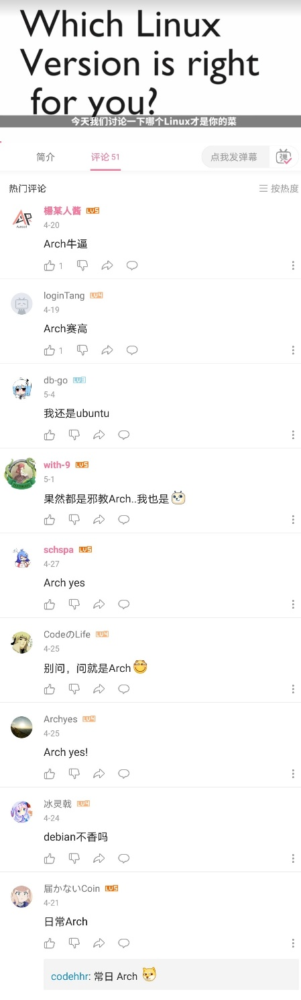 Which Linux
Version is right
for you?
今天我们讨论一下哪个Linux才是你的菜
简介
评论 51
点我发弹幕
弹
热门评论
按热度
楊某人醬 LV5
4-20
Arch牛逼
1
loginTang LV4
4-19
Arch赛高
1
db-go LV3
5-4
我还是ubuntu
with-9 LV5
5-1
果然都是邪教Arch..我也是
schspa LV5
4-27
Arch yes
CodeのLife LV4
4-25
别问，问就是Arch
Archyes LV4
4-25
Arch yes!
冰灵戟 LV4
4-24
debian不香吗
届かないCoin LV5
4-21
日常Arch
codehhr: 常日 Arch